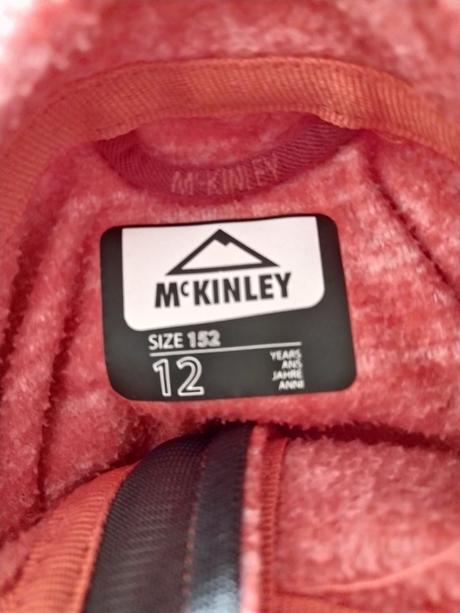 McKINLEY
McKINLEY
SIZE 152
12
YEARS
ANS
JAHRE
ANNI